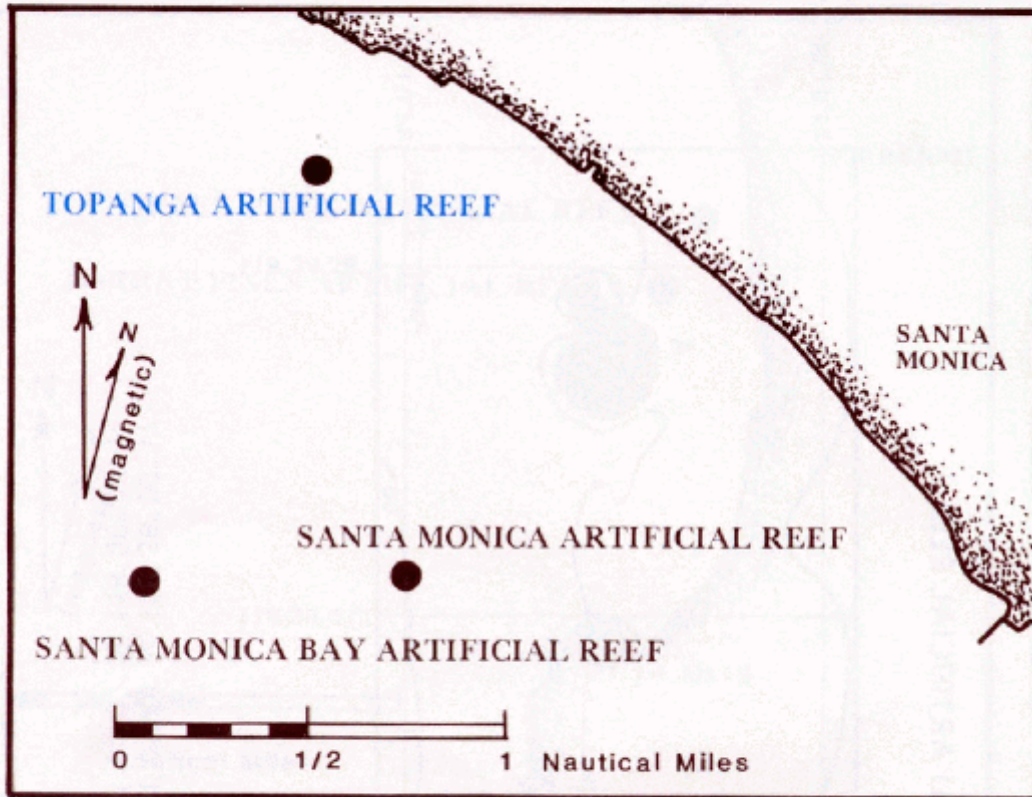 TOPANGA ARTIFICIAL REEF
N
N
(magnetic)
SANTA
MONICA
SANTA MONICA ARTIFICIAL REEF
SANTA MONICA BAY ARTIFICIAL REEF
0 1/2 1 Nautical Miles